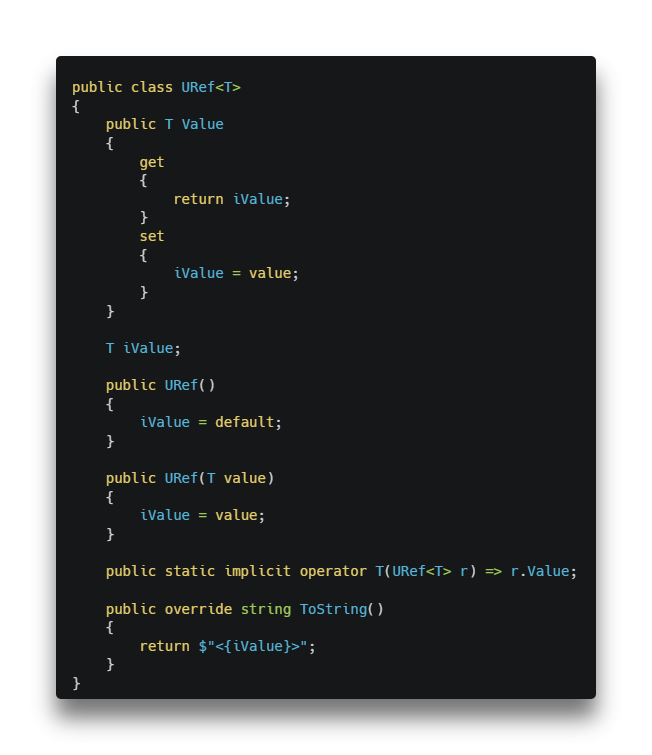 public class URef<T>
{
    public T Value
    {
        get
        {
            return iValue;
        }
        set
        {
            iValue = value;
        }
    }

    T iValue;

    public URef()
    {
        iValue = default;
    }

    public URef(T value)
    {
        iValue = value;
    }

    public static implicit operator T(URef<T> r) => r.Value;

    public override string ToString()
    {
        return $"<{iValue}>";
    }
}